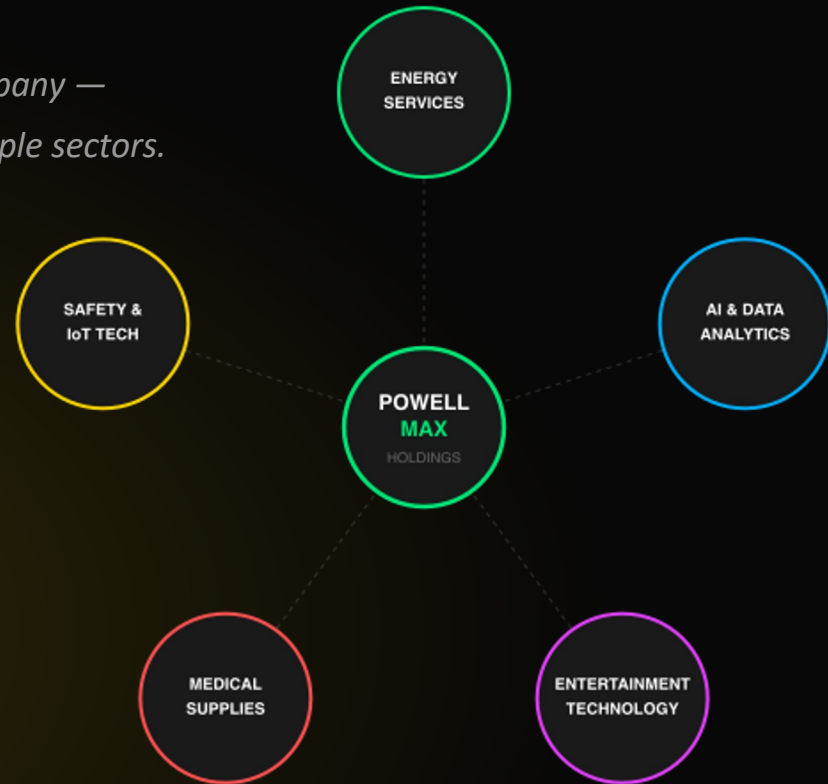 pany —
ple sectors.
ENERGY
SERVICES
SAFETY &
IoT TECH
AI & DATA
ANALYTICS
POWELL
MAX
HOLDINGS
MEDICAL
SUPPLIES
ENTERTAINMENT
TECHNOLOGY